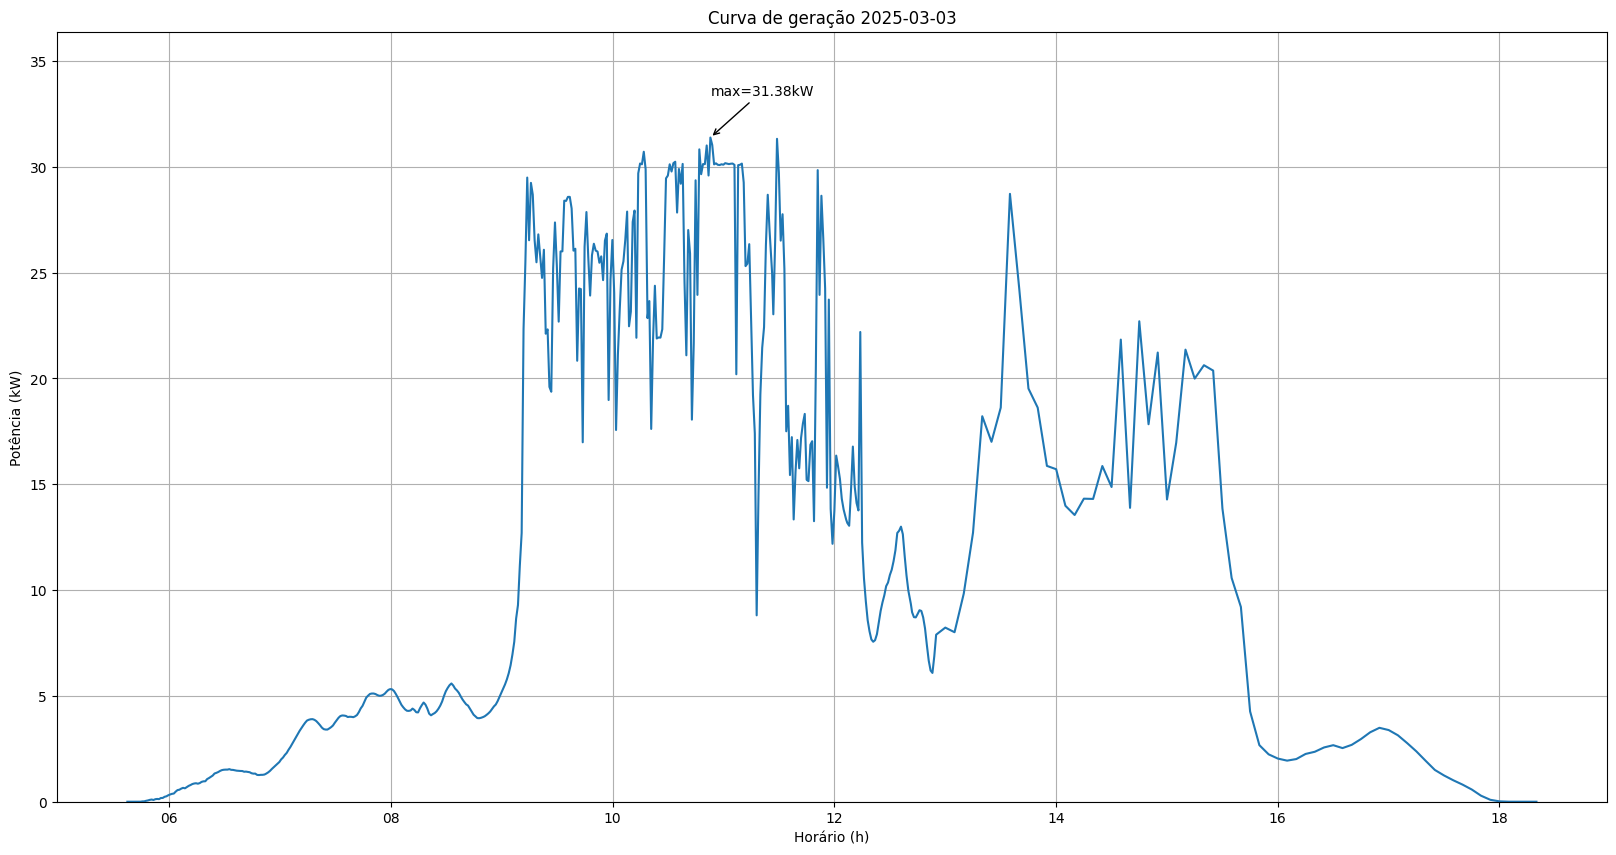 Curva de geração 2025-03-03
35
max=31.38kW
30
25
20
15
10
5
0
Potência (kW)
06 08 10 12 14 16 18
Horário (h)